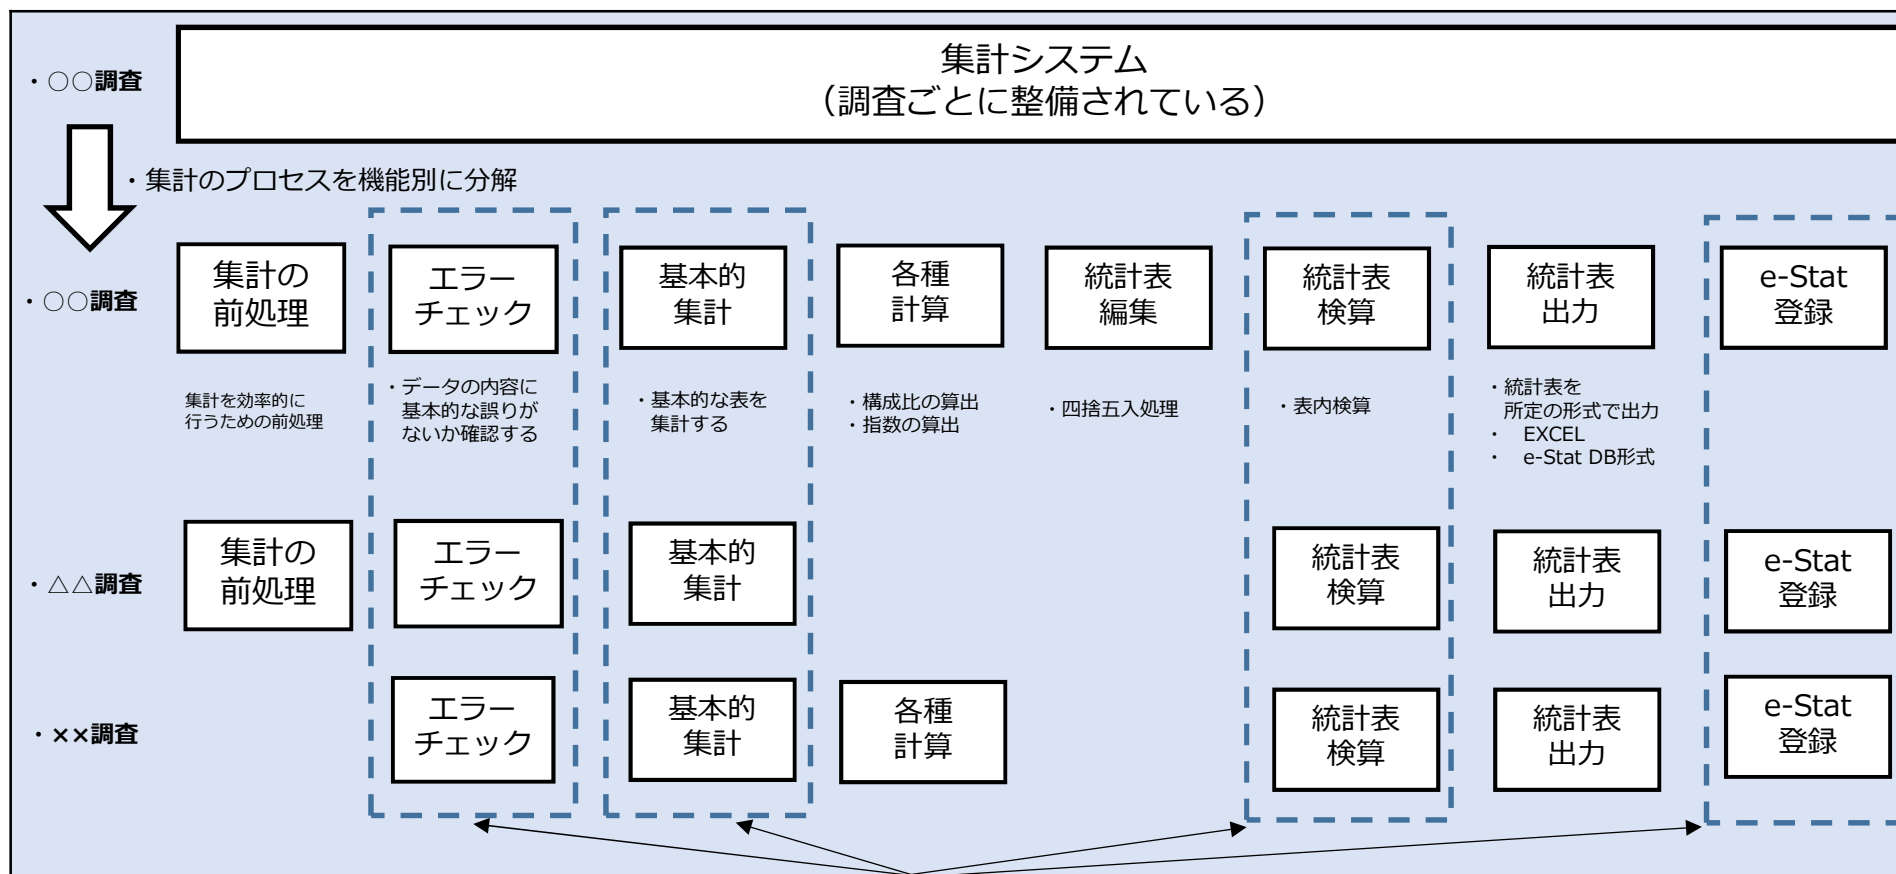 集計システム
（調査ごとに整備されている）
・○○調査
・集計のプロセスを機能別に分解
・○○調査
集計の
前処理
エラー
チェック
基本的
集計
各種
計算
統計表
編集
統計表
検算
統計表
出力
e-Stat
登録
集計を効率的に
行うための前処理
・データの内容に
基本的な誤りが
ないか確認する
・基本的な表を
集計する
・構成比の算出
・指数の算出
・四捨五入処理
・表内検算
・統計表を
所定の形式で出力
・ EXCEL
・ e-Stat DB形式
・△△調査
集計の
前処理
エラー
チェック
基本的
集計
統計表
検算
統計表
出力
e-Stat
登録
・××調査
エラー
チェック
基本的
集計
各種
計算
統計表
検算
統計表
出力
e-Stat
登録